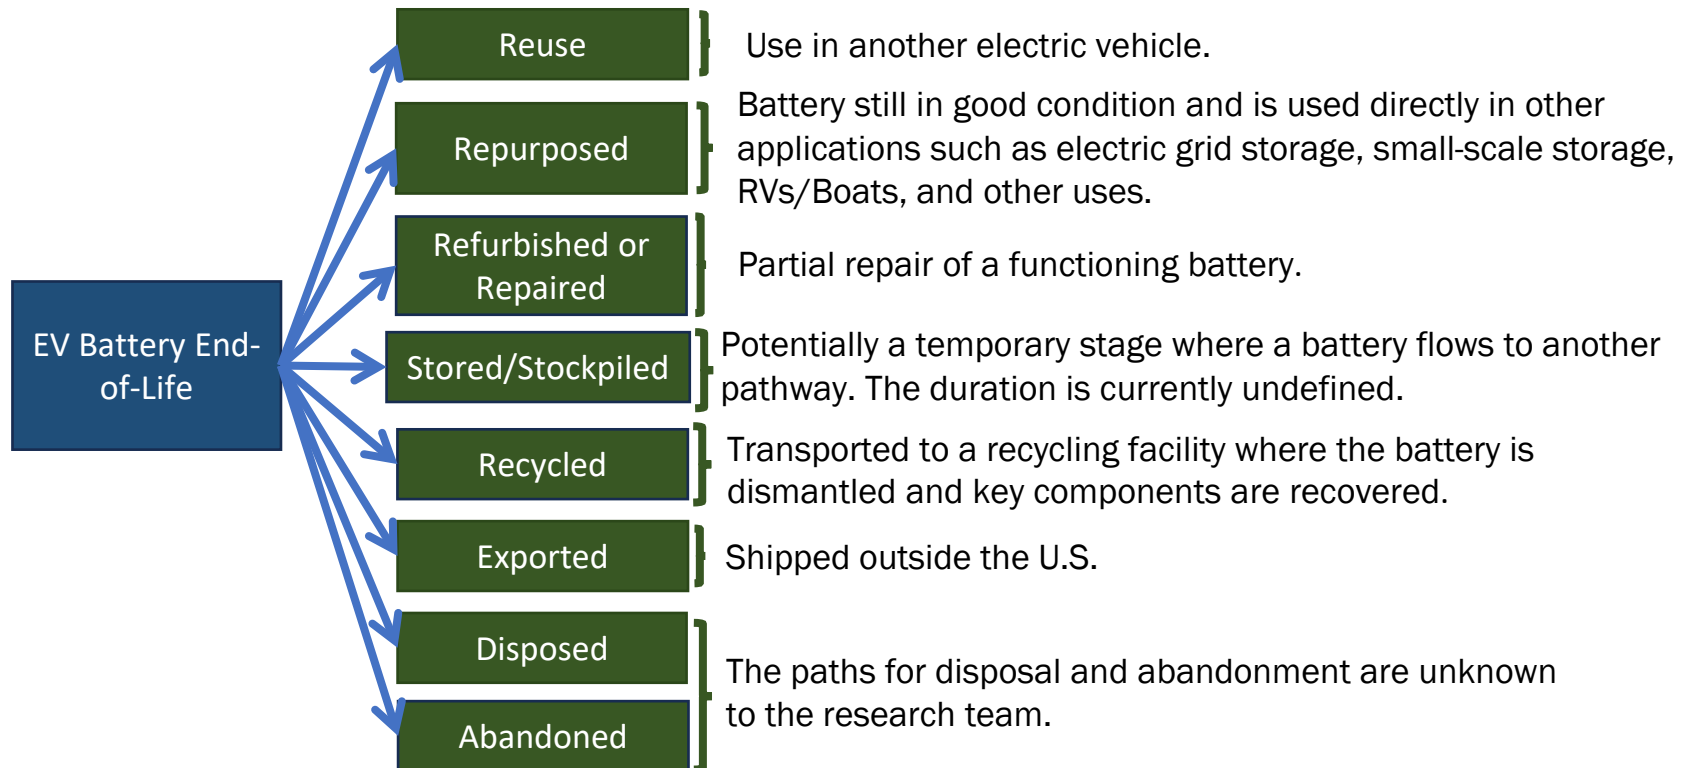 EV Battery End-
of-Life
Reuse
Use in another electric vehicle.
Repurposed
Battery still in good condition and is used directly in other
applications such as electric grid storage, small-scale storage,
RVs/Boats, and other uses.
Refurbished or
Repaired
Partial repair of a functioning battery.
Stored/Stockpiled
Potentially a temporary stage where a battery flows to another
pathway. The duration is currently undefined.
Recycled
Transported to a recycling facility where the battery is
dismantled and key components are recovered.
Exported
Shipped outside the U.S.
Disposed
Abandoned
The paths for disposal and abandonment are unknown
to the research team.